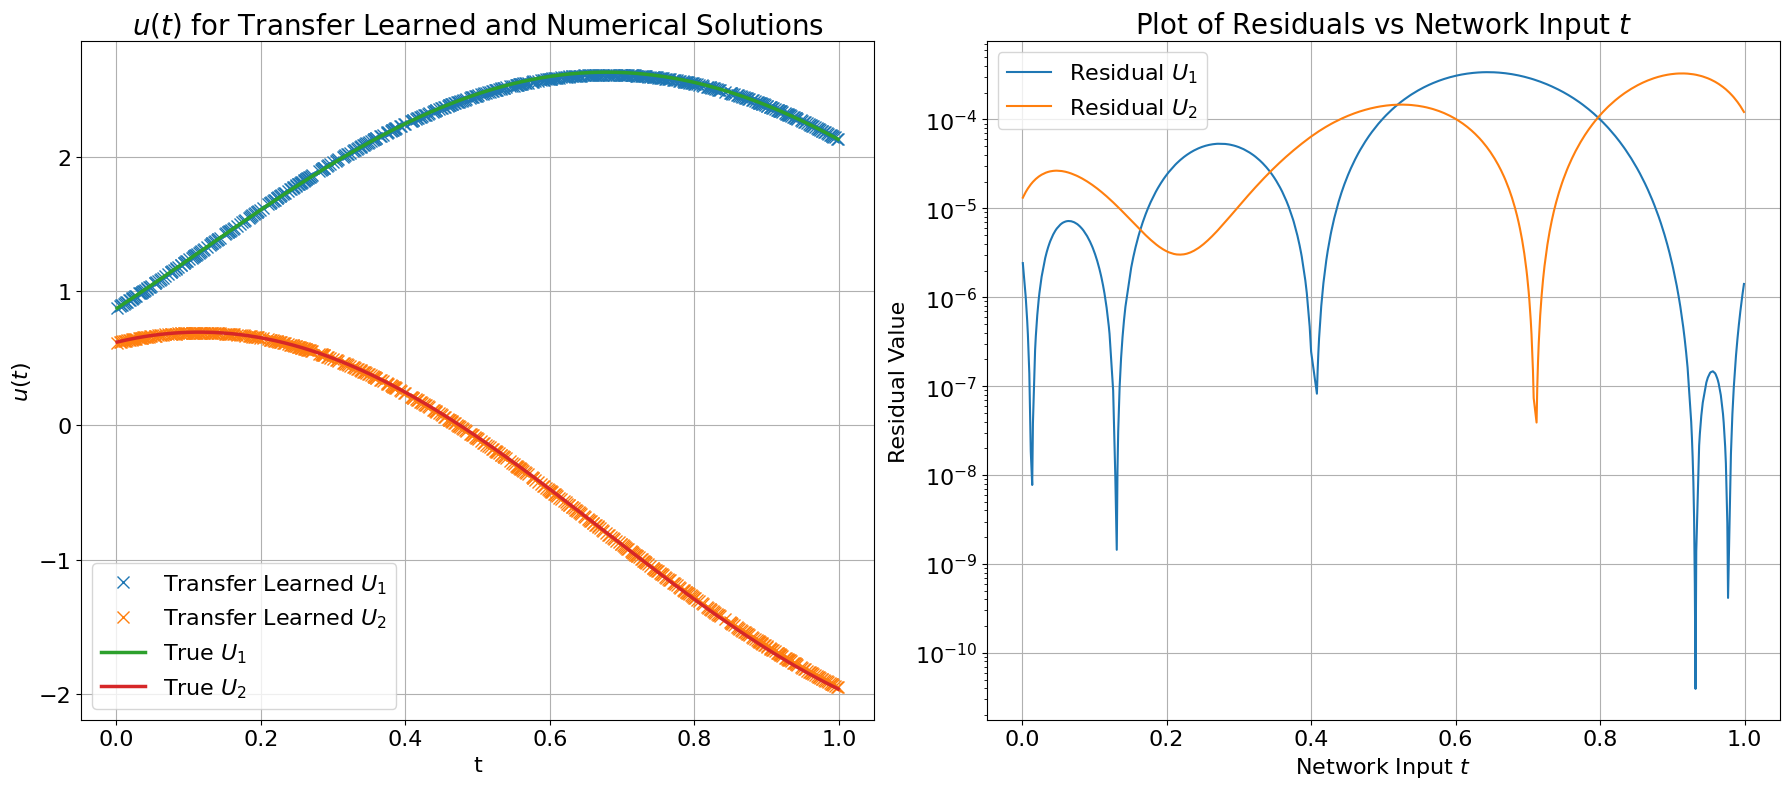 u(t) for Transfer Learned and Numerical Solutions
u(t)
2
1
0
−1
−2
Transfer Learned U₁
Transfer Learned U₂
True U₁
True U₂
0.0 0.2 0.4 0.6 0.8 1.0
t
Plot of Residuals vs Network Input t
Residual Value
Residual U₁
Residual U₂
10⁻⁴
10⁻⁵
10⁻⁶
10⁻⁷
10⁻⁸
10⁻⁹
10⁻¹⁰
0.0 0.2 0.4 0.6 0.8 1.0
Network Input t